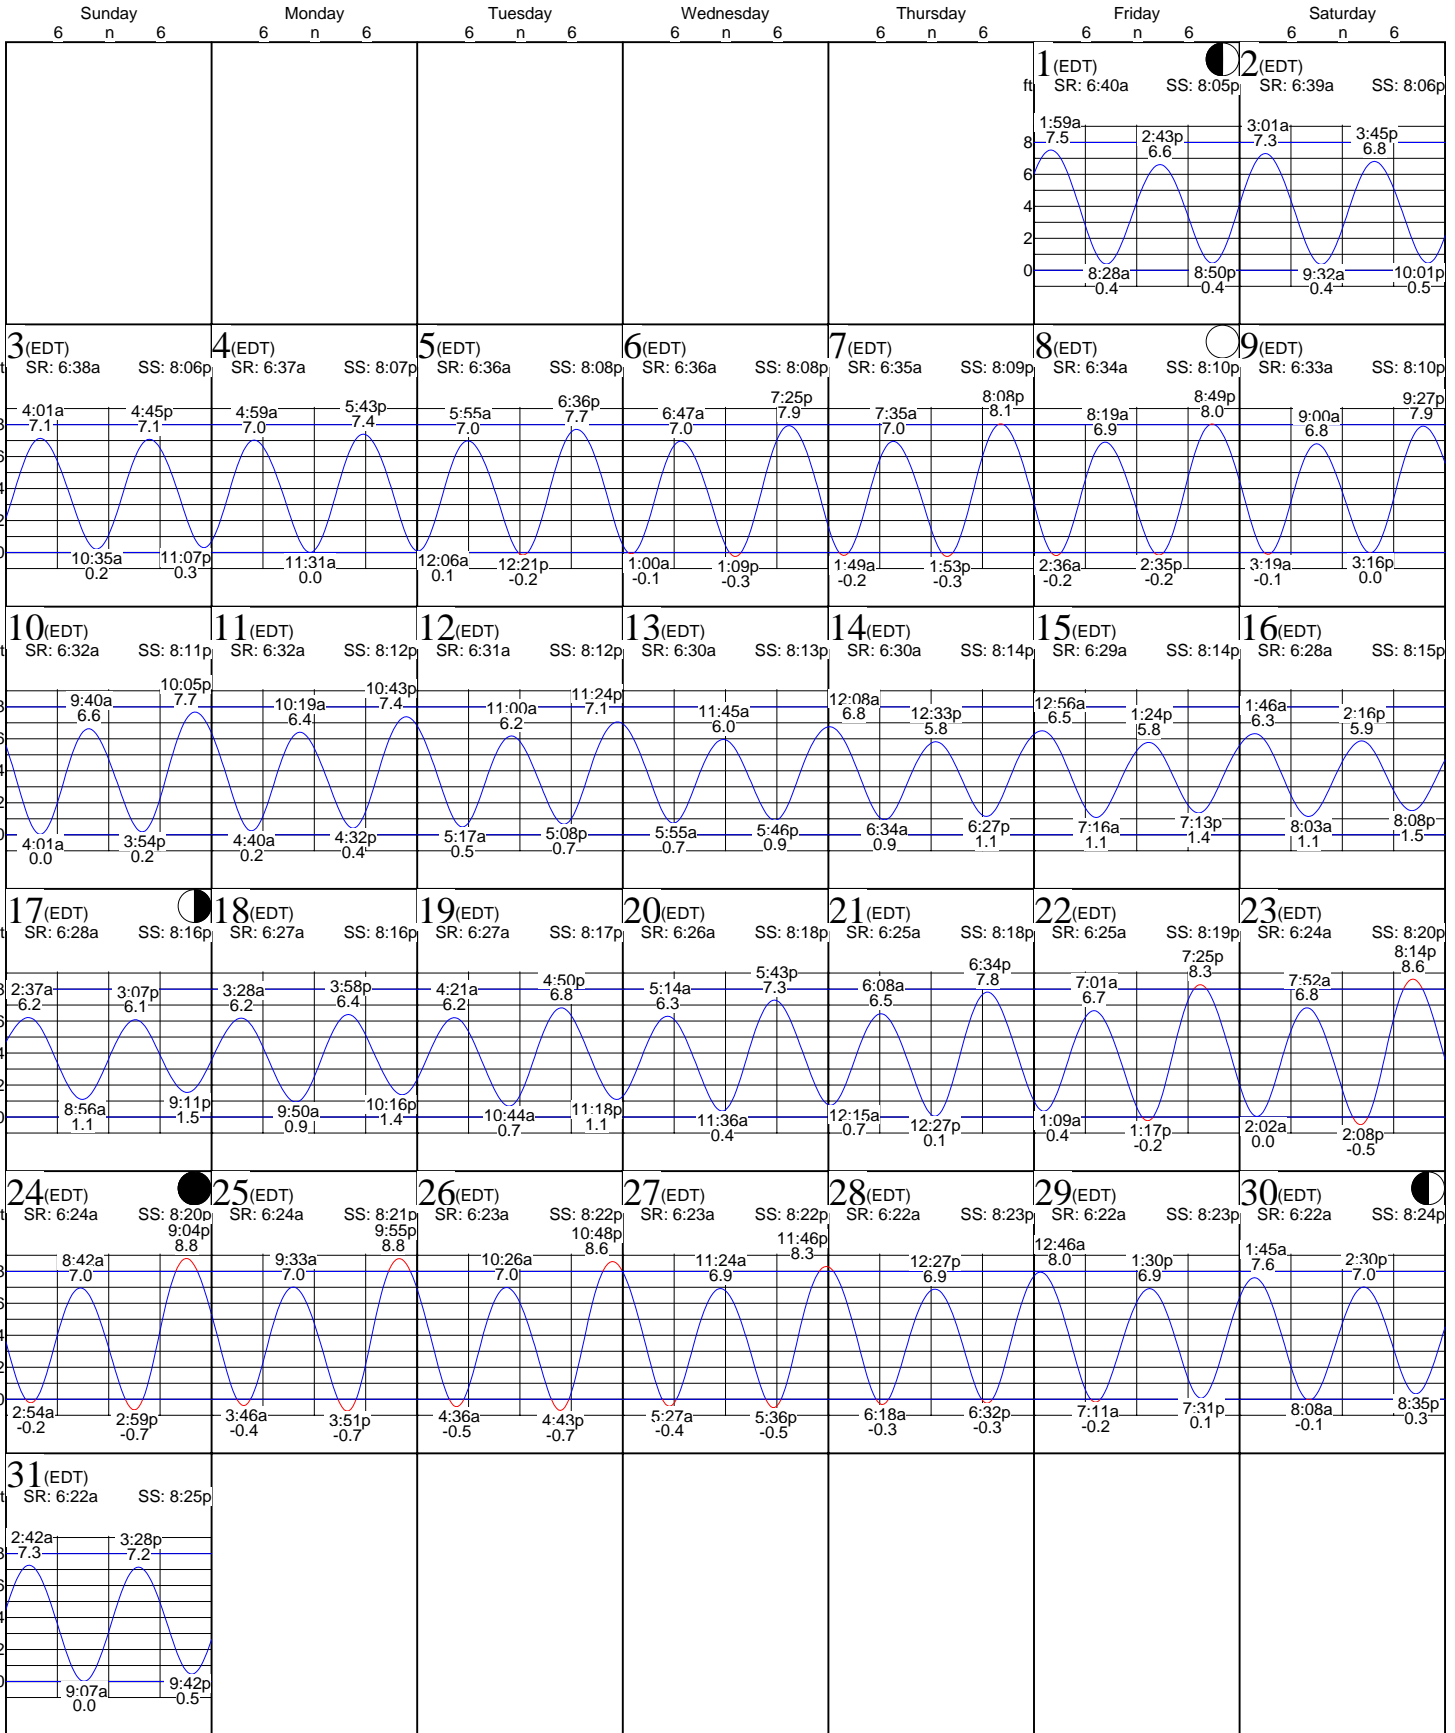 Sunday Monday Tuesday Wednesday Thursday Friday Saturday
6 n 6 6 n 6 6 n 6 6 n 6 6 n 6 6 n 6 6 n 6
1(EDT) 2(EDT)
ft SR: 6:40a SS: 8:05p SR: 6:39a SS: 8:06p
1:59a 2:43p 3:01a 3:45p
7.5 6.6 7.3 6.8
8
6
4
2
0
8:28a 8:50p 9:32a 10:01p
0.4 0.4 0.4 0.5
3(EDT) 4(EDT) 5(EDT) 6(EDT) 7(EDT) 8(EDT) 9(EDT)
SR: 6:38a SS: 8:06p SR: 6:37a SS: 8:07p SR: 6:36a SS: 8:08p SR: 6:36a SS: 8:08p SR: 6:35a SS: 8:09p SR: 6:34a SS: 8:10p SR: 6:33a SS: 8:10p
4:01a 4:45p 4:59a 5:43p 5:55a 6:36p 6:47a 7:25p 7:35a 8:08p 8:19a 8:49p 9:00a 9:27p
7.1 7.1 7.0 7.4 7.0 7.7 7.0 7.9 7.0 8.1 6.9 8.0 6.8 7.9
10:35a 11:07p 11:31a 12:06a 12:21p 1:00a 1:09p 1:49a 1:53p 2:36a 2:35p 3:19a 3:16p
0.2 0.3 0.0 0.1 -0.2 -0.1 -0.3 -0.2 -0.3 -0.2 -0.2 -0.1 0.0
10(EDT) 11(EDT) 12(EDT) 13(EDT) 14(EDT) 15(EDT) 16(EDT)
SR: 6:32a SS: 8:11p SR: 6:32a SS: 8:12p SR: 6:31a SS: 8:12p SR: 6:30a SS: 8:13p SR: 6:30a SS: 8:14p SR: 6:29a SS: 8:14p SR: 6:28a SS: 8:15p
9:40a 10:05p 10:19a 10:43p 11:00a 11:24p 11:45a 12:08a 12:33p 12:56a 1:24p 1:46a 2:16p
6.6 7.7 6.4 7.4 6.2 7.1 6.0 6.8 5.8 6.5 5.8 6.3 5.9
4:01a 3:54p 4:40a 4:32p 5:17a 5:08p 5:55a 5:46p 6:34a 6:27p 7:16a 7:13p 8:03a 8:08p
0.0 0.2 0.2 0.4 0.5 0.7 0.7 0.9 0.9 1.1 1.1 1.4 1.1 1.5
17(EDT) 18(EDT) 19(EDT) 20(EDT) 21(EDT) 22(EDT) 23(EDT)
SR: 6:28a SS: 8:16p SR: 6:27a SS: 8:16p SR: 6:27a SS: 8:17p SR: 6:26a SS: 8:18p SR: 6:25a SS: 8:18p SR: 6:25a SS: 8:19p SR: 6:24a SS: 8:20p
2:37a 3:07p 3:28a 3:58p 4:21a 4:50p 5:14a 5:43p 6:08a 6:34p 7:01a 7:25p 7:52a 8:14p
6.2 6.1 6.2 6.4 6.2 6.8 6.3 7.3 6.5 7.8 6.7 8.3 6.8 8.6
8:56a 9:11p 9:50a 10:16p 10:44a 11:18p 11:36a 12:15a 12:27p 1:09a 1:17p 2:02a 2:08p
1.1 1.5 0.9 1.4 0.7 1.1 0.4 0.7 0.1 0.4 -0.2 0.0 -0.5
24(EDT) 25(EDT) 26(EDT) 27(EDT) 28(EDT) 29(EDT) 30(EDT)
SR: 6:24a SS: 8:20p SR: 6:24a SS: 8:21p SR: 6:23a SS: 8:22p SR: 6:23a SS: 8:22p SR: 6:22a SS: 8:23p SR: 6:22a SS: 8:23p SR: 6:22a SS: 8:24p
8:42a 9:04p 9:33a 9:55p 10:26a 10:48p 11:24a 11:46p 12:27p 12:46a 1:30p 1:45a 2:30p
7.0 8.8 7.0 8.8 7.0 8.6 6.9 8.3 6.9 8.0 6.9 7.6 7.0
2:54a 2:59p 3:46a 3:51p 4:36a 4:43p 5:27a 5:36p 6:18a 6:32p 7:11a 7:31p 8:08a 8:35p
-0.2 -0.7 -0.4 -0.7 -0.5 -0.7 -0.4 -0.5 -0.3 -0.3 -0.2 0.1 -0.1 0.3
31(EDT)
SR: 6:22a SS: 8:25p
2:42a 3:28p
7.3 7.2
9:07a 9:42p
0.0 0.5